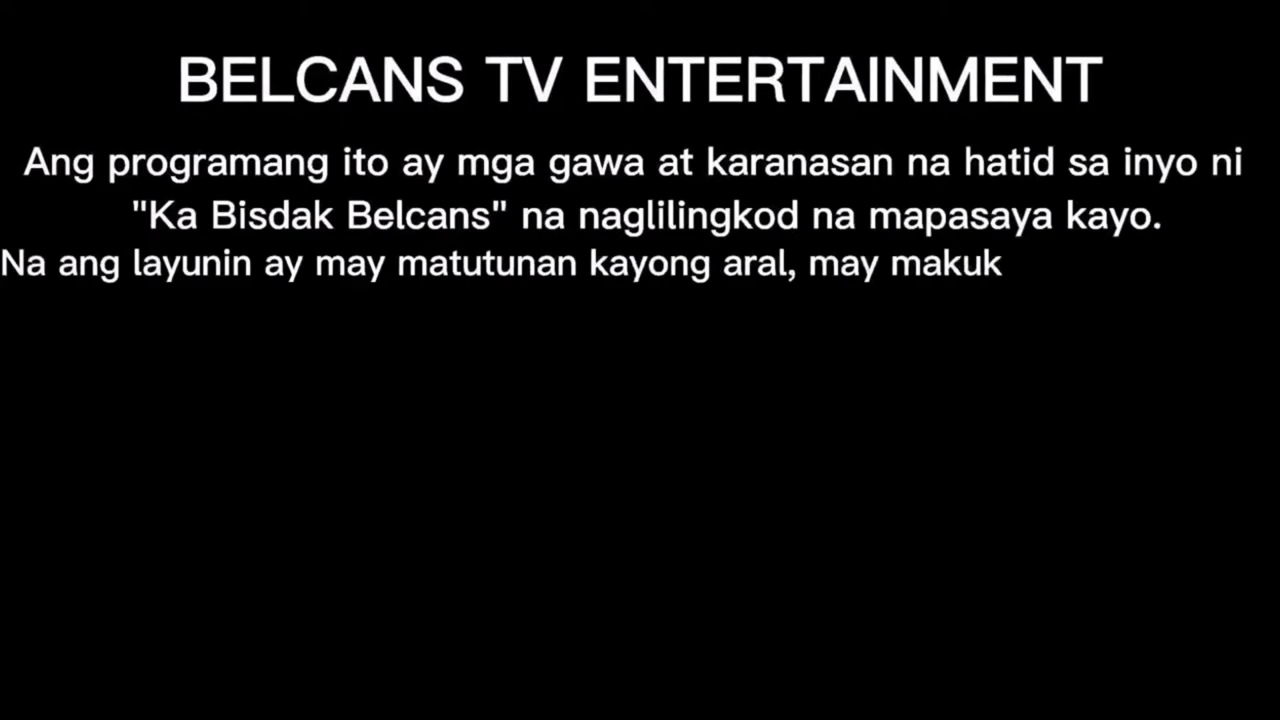 BELCANS TV ENTERTAINMENT
Ang programang ito ay mga gawa at karanasan na hatid sa inyo ni
"Ka Bisdak Belcans" na naglilingkod na mapasaya kayo.
Na ang layunin ay may matutunan kayong aral, may makuk